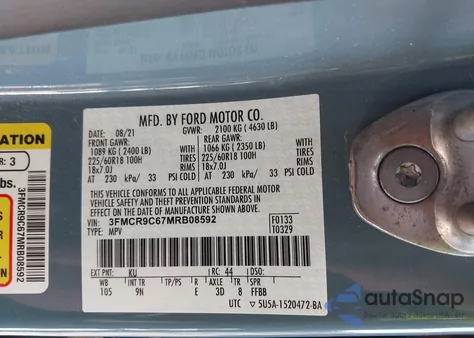 MFD. BY FORD MOTOR CO.
DATE: 08/21 GVWR: 2100 KG ( 4630 LB)
FRONT GAWR: REAR GAWR:
1089 KG ( 2400 LB) 1066 KG ( 2350 LB)
225/60R18 100H TIRES 225/60R18 100H TIRES
18x7.0J RIMS 18x7.0J RIMS
AT 230 kPa/ 33 PSI COLD AT 230 kPa/ 33 PSI COLD
THIS VEHICLE CONFORMS TO ALL APPLICABLE FEDERAL MOTOR
VEHICLE SAFETY AND THEFT PREVENTION STANDARDS IN
EFFECT ON THE DATE OF MANUFACTURE SHOWN ABOVE.
VIN: 3FMCR9C67MRB08592 F0133
TYPE: MPV T0329
EXT PNT: KU RC: 44 DSO:
WB INT TR TP/PS R AXLE TR SPR
105 9N E 3D 8 FFBB
UTC ▽5U5A-1520472-BA
ATION
R: 3
bs.
3FMCR9C67MRB08592
autoSnap